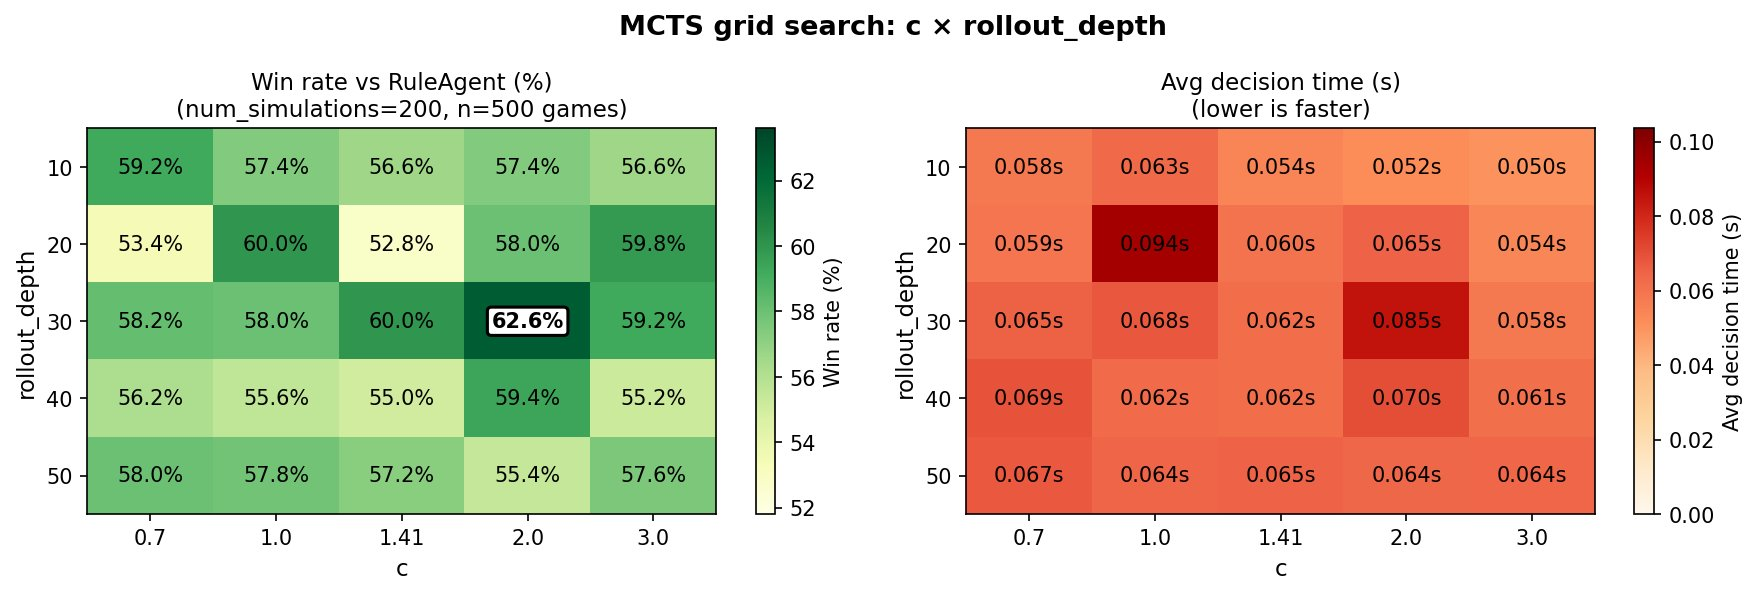 MCTS grid search: c × rollout_depth
Win rate vs RuleAgent (%)
(num_simulations=200, n=500 games)
rollout_depth
10 59.2% 57.4% 56.6% 57.4% 56.6%
20 53.4% 60.0% 52.8% 58.0% 59.8%
30 58.2% 58.0% 60.0% 62.6% 59.2%
40 56.2% 55.6% 55.0% 59.4% 55.2%
50 58.0% 57.8% 57.2% 55.4% 57.6%
0.7 1.0 1.41 2.0 3.0
c
62
60
58
56
54
52
Win rate (%)
Avg decision time (s)
(lower is faster)
rollout_depth
10 0.058s 0.063s 0.054s 0.052s 0.050s
20 0.059s 0.094s 0.060s 0.065s 0.054s
30 0.065s 0.068s 0.062s 0.085s 0.058s
40 0.069s 0.062s 0.062s 0.070s 0.061s
50 0.067s 0.064s 0.065s 0.064s 0.064s
0.7 1.0 1.41 2.0 3.0
c
0.10
0.08
0.06
0.04
0.02
0.00
Avg decision time (s)